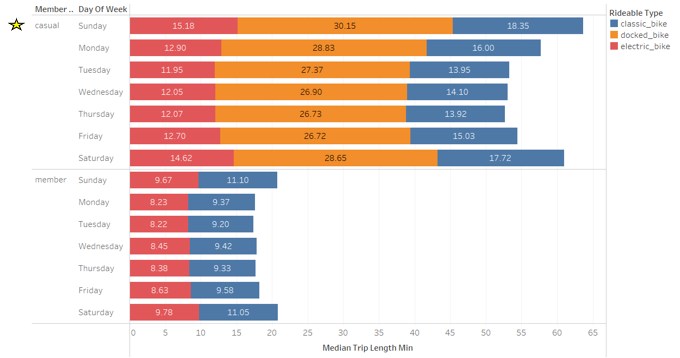 Member .. Day Of Week
Rideable Type
classic_bike
docked_bike
electric_bike
casual Sunday 15.18 30.15 18.35
Monday 12.90 28.83 16.00
Tuesday 11.95 27.37 13.95
Wednesday 12.05 26.90 14.10
Thursday 12.07 26.73 13.92
Friday 12.70 26.72 15.03
Saturday 14.62 28.65 17.72
member Sunday 9.67 11.10
Monday 8.23 9.37
Tuesday 8.22 9.20
Wednesday 8.45 9.42
Thursday 8.38 9.33
Friday 8.63 9.58
Saturday 9.78 11.05
0 5 10 15 20 25 30 35 40 45 50 55 60 65
Median Trip Length Min